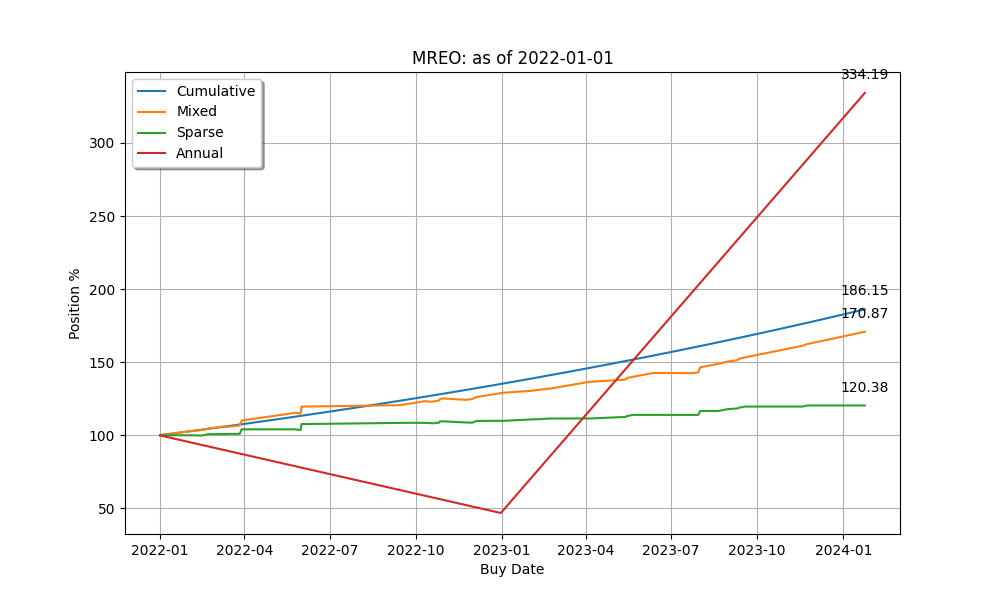 MREO: as of 2022-01-01
334.19
Cumulative
Mixed
Sparse
Annual
300
250
200
186.15
170.87
150
120.38
100
50
Position %
2022-01 2022-04 2022-07 2022-10 2023-01 2023-04 2023-07 2023-10 2024-01
Buy Date